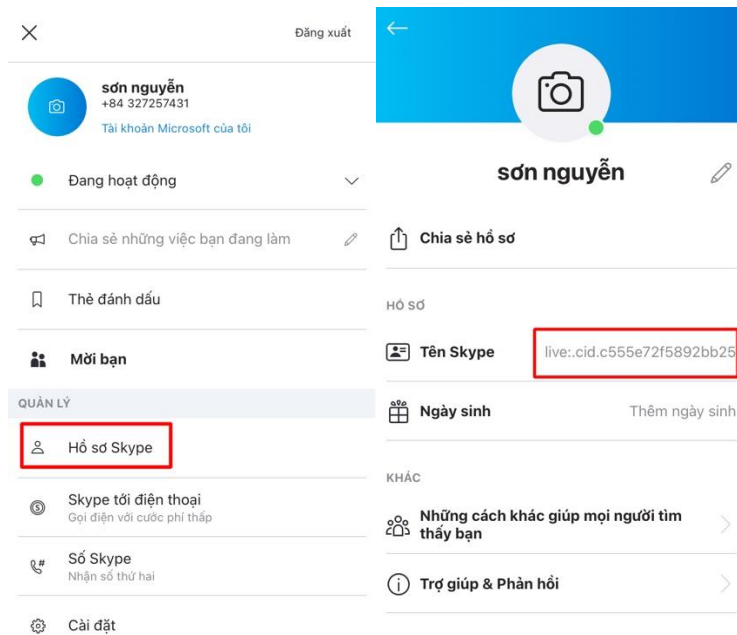 Đăng xuất
sơn nguyễn
+84 327257431
Tài khoản Microsoft của tôi
Đang hoạt động
Chia sẻ những việc bạn đang làm
Thẻ đánh dấu
Mời bạn
QUẢN LÝ
Hồ sơ Skype
Skype tới điện thoại
Gọi điện với cước phí thấp
Số Skype
Nhận số thứ hai
Cài đặt
sơn nguyễn
Chia sẻ hồ sơ
HỒ SƠ
Tên Skype live:.cid.c555e72f5892bb25
Ngày sinh Thêm ngày sinh
KHÁC
Những cách khác giúp mọi người tìm
thấy bạn
Trợ giúp & Phản hồi